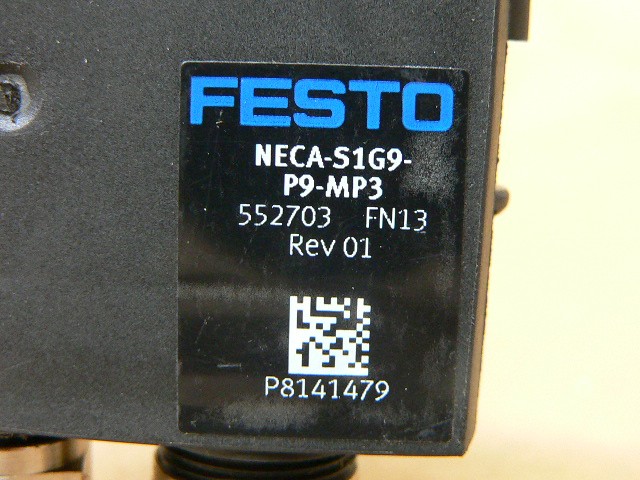 FESTO
NECA-S1G9-
P9-MP3
552703 FN13
Rev 01
P8141479